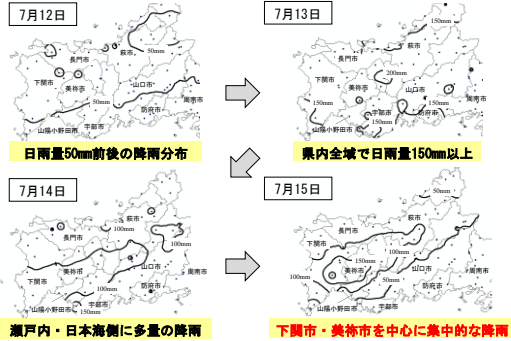 7月12日
萩市
50mm
長門市
下関市
美祢市
山口市
50mm
周南市
防府市
宇部市
山陽小野田市
日雨量50mm前後の降雨分布
7月13日
150mm
萩市
長門市
200mm
下関市
美祢市
山口市
150mm
150mm
周南市
防府市
宇部市
150mm
山陽小野田市
県内全域で日雨量150mm以上
7月14日
萩市
100mm
長門市
100mm
美祢市
山口市
周南市
下関市
防府市
100mm
宇部市
山陽小野田市
150mm
瀬戸内・日本海側に多量の降雨
7月15日
50mm
萩市
長門市
下関市
150mm
100mm
美祢市
山口市
100mm
周南市
50mm
防府市
宇部市
山陽小野田市
下関市・美祢市を中心に集中的な降雨